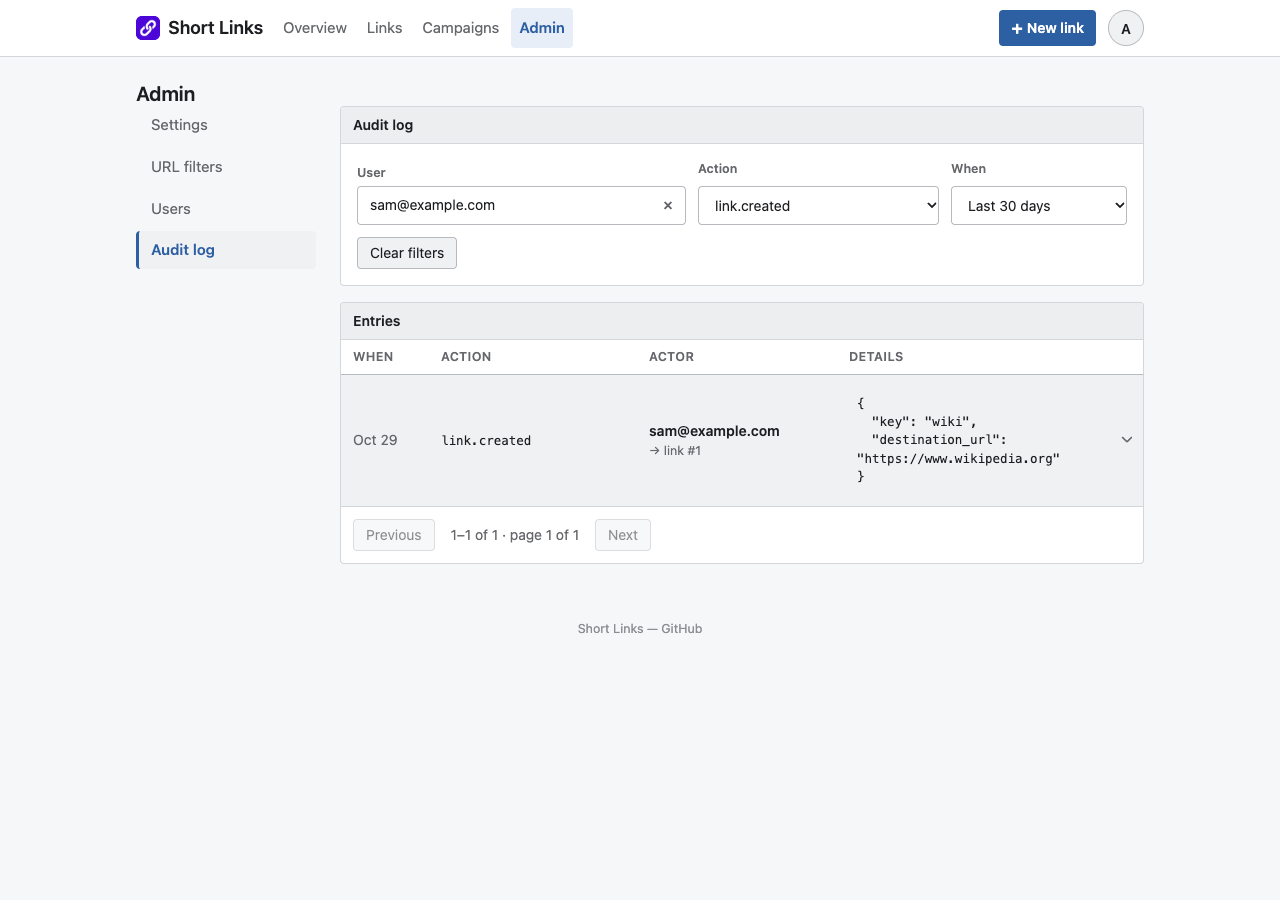 Short Links
Overview
Links
Campaigns
Admin
+ New link
A
Admin
Settings
URL filters
Users
Audit log
Audit log
User
Action
When
sam@example.com
×
link.created
Last 30 days
Clear filters
Entries
WHEN
ACTION
ACTOR
DETAILS
Oct 29
link.created
sam@example.com
→ link #1
{
"key": "wiki",
"destination_url":
"https://www.wikipedia.org"
}
Previous
1–1 of 1 · page 1 of 1
Next
Short Links — GitHub